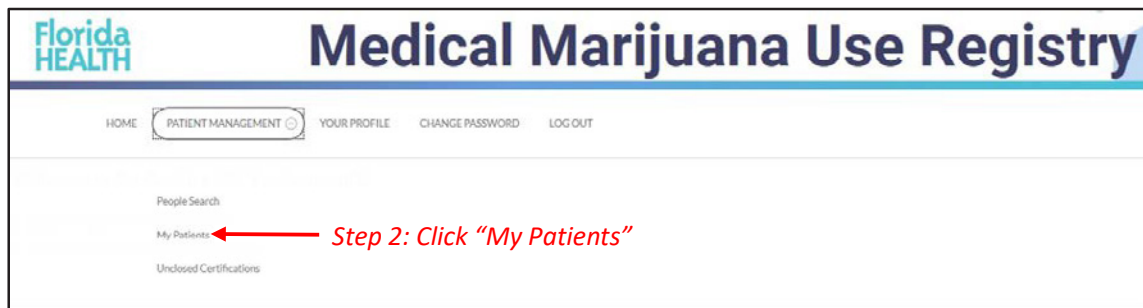 Florida
HEALTH
Medical Marijuana Use Registry
HOME PATIENT MANAGEMENT YOUR PROFILE CHANGE PASSWORD LOG OUT
People Search
My Patients
Step 2: Click “My Patients”
Unclosed Certifications